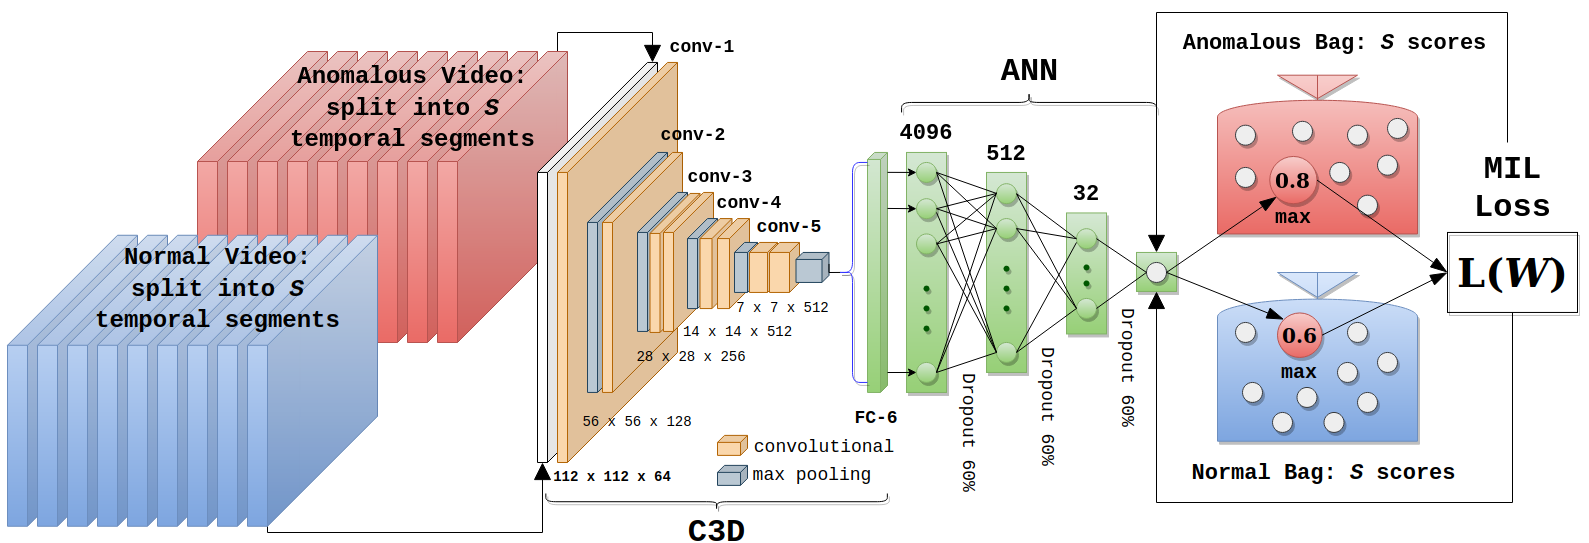 Anomalous Video:
split into S
temporal segments
Normal Video:
split into S
temporal segments
conv-1
conv-2
conv-3
conv-4
conv-5
7 x 7 x 512
14 x 14 x 512
28 x 28 x 256
56 x 56 x 128
112 x 112 x 64
convolutional
max pooling
C3D
FC-6
ANN
4096
512
32
Dropout 60%
Dropout 60%
Dropout 60%
Anomalous Bag: S scores
0.8
max
0.6
max
Normal Bag: S scores
MIL
Loss
L(W)